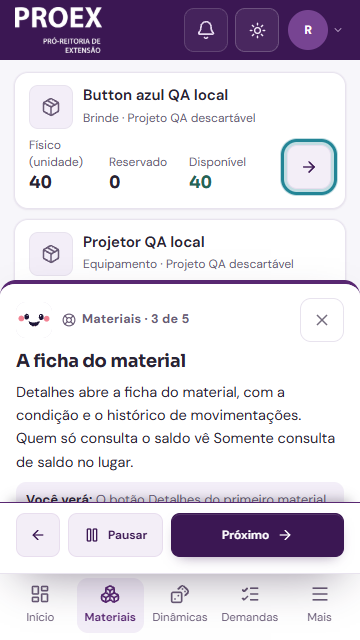 PROEX
PRÓ-REITORIA DE
EXTENSÃO
R
Button azul QA local
Brinde · Projeto QA descartável
Físico
(unidade)
Reservado
Disponível
40
0
40
Projetor QA local
Equipamento · Projeto QA descartável
Materiais · 3 de 5
A ficha do material
Detalhes abre a ficha do material, com a
condição e o histórico de movimentações.
Quem só consulta o saldo vê Somente consulta
de saldo no lugar.
Você verá: O botão Detalhes do primeiro material
Pausar
Próximo
Início
Materiais
Dinâmicas
Demandas
Mais